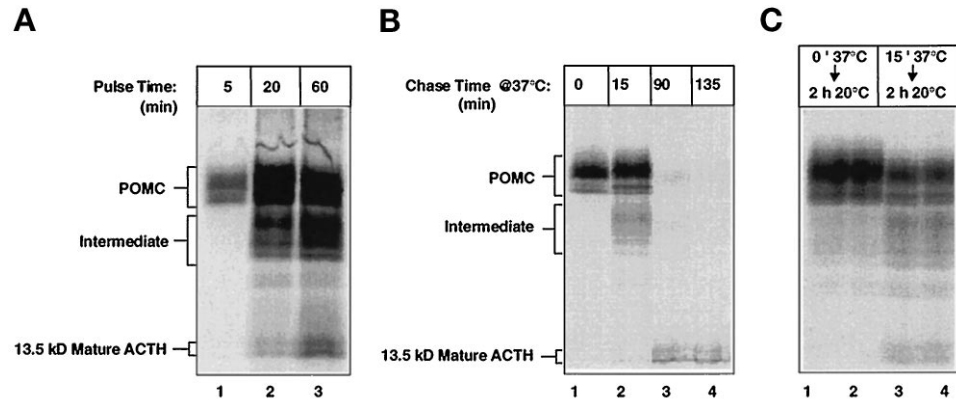 A
Pulse Time: 5 20 60
(min)
POMC
Intermediate
13.5 kD Mature ACTH
1 2 3
B
Chase Time @37°C: 0 15 90 135
(min)
POMC
Intermediate
13.5 kD Mature ACTH
1 2 3 4
C
0 ' 37°C 15 ' 37°C
2 h 20°C 2 h 20°C
1 2 3 4